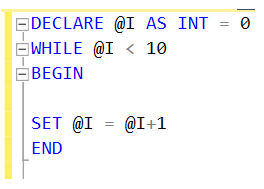 DECLARE @I AS INT = 0
WHILE @I < 10
BEGIN
SET @I = @I+1
END